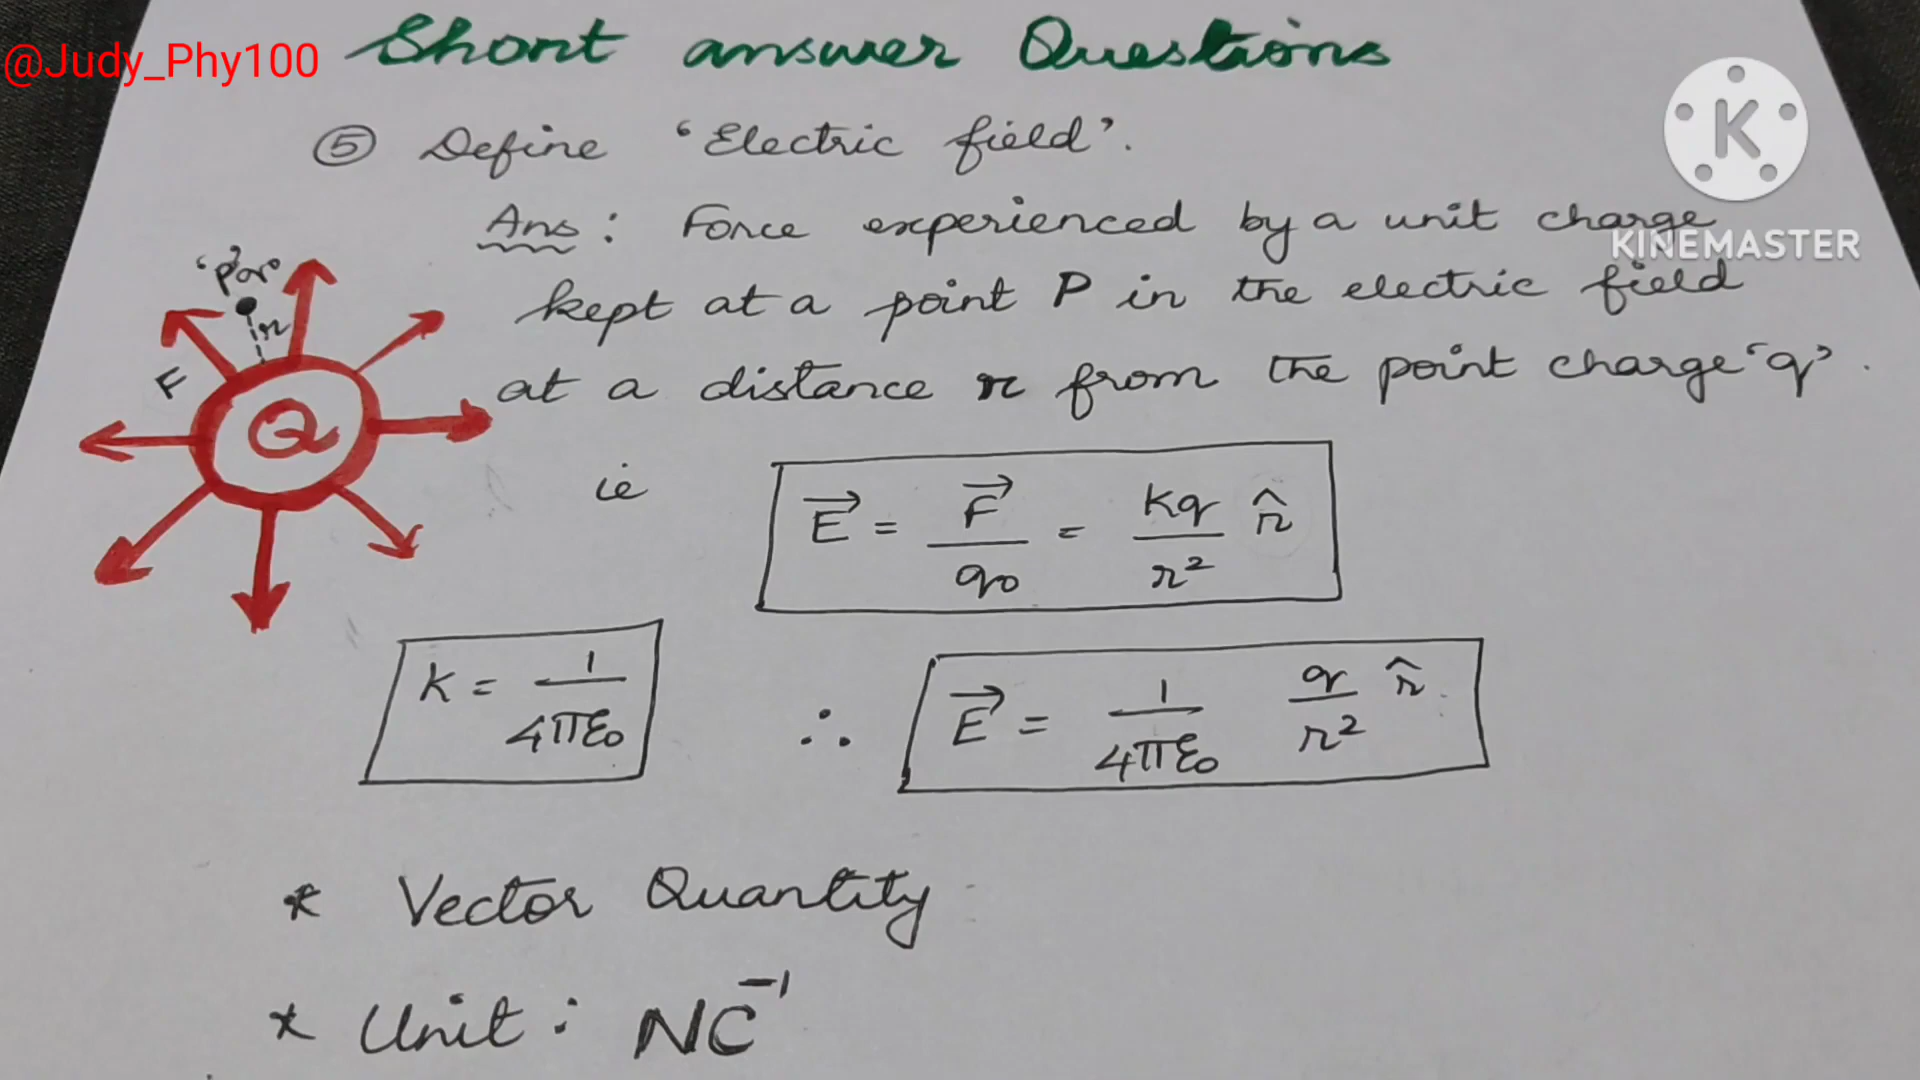 @Judy_Phy100
Short answer Questions
K
KINEMASTER
⑤ Define 'Electric field'.
Ans: Force experienced by a unit charge
kept at a point P in the electric field
at a distance r from the point charge 'q'.
r
F
Q
ie E⃗ = F⃗/q₀ = kq/r² r̂
k = 1/4πε₀ ∴ E⃗ = 1/4πε₀ q/r² r̂
* Vector Quantity
* Unit: NC⁻¹